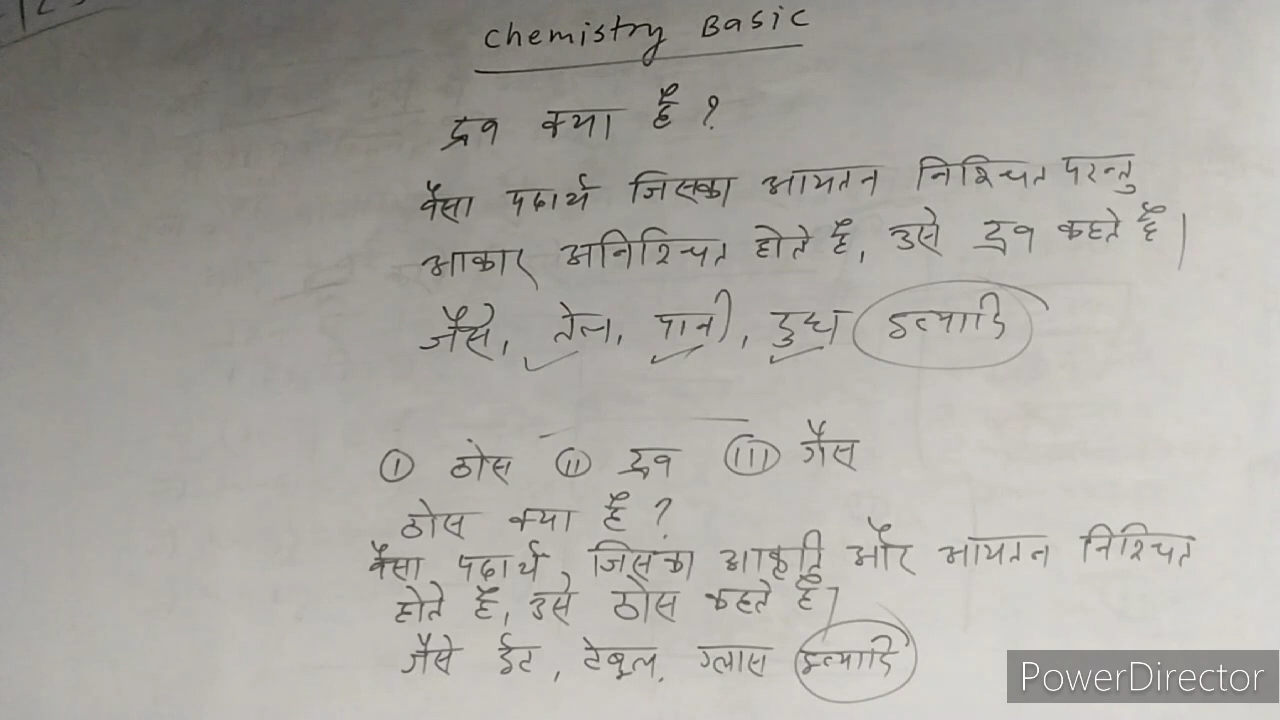 Chemistry Basic
द्रव क्या है ?
वैसा पदार्थ जिसका आयतन निश्चित परन्तु
आकार अनिश्चित होते है, उसे द्रव कहते है।
जैसे, तेल, पानी, दुध इत्यादि
① ठोस ⑪ द्रव ⑪⑪ गैस
ठोस क्या है ?
वैसा पदार्थ, जिसका आकृति और आयतन निश्चित
होते है, उसे ठोस कहते है।
जैसे ईट, टेबूल, ग्लास इत्यादि
PowerDirector